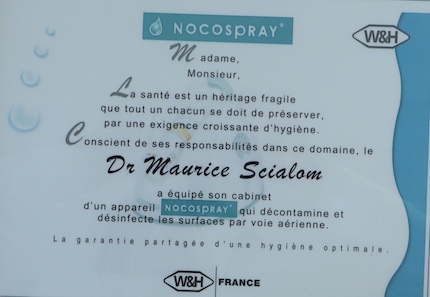 NOCOSPRAY®
W&H
Madame,
Monsieur,
La santé est un héritage fragile
que tout un chacun se doit de préserver,
par une exigence croissante d'hygiène.
Conscient de ses responsabilités dans ce domaine, le
Dr Maurice Scialom
a équipé son cabinet
d'un appareil NOCOSPRAY® qui décontamine et
désinfecte les surfaces par voie aérienne.
La garantie partagée d'une hygiène optimale.
W&H FRANCE